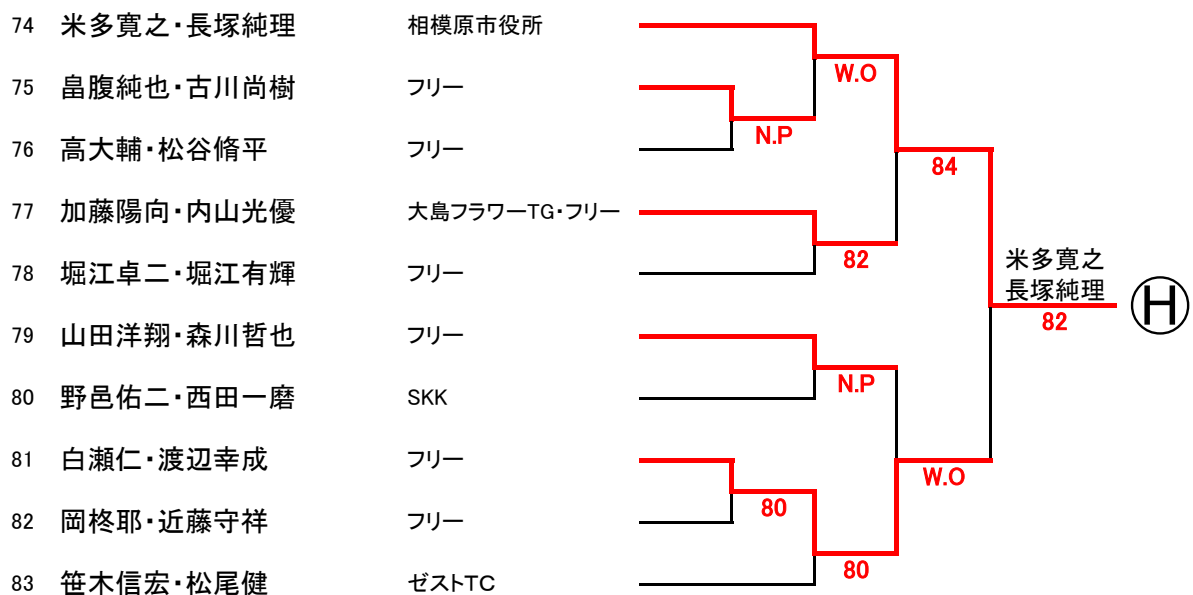 74 米多寛之・長塚純理 相模原市役所
W.O
75 畠腹純也・古川尚樹 フリー
N.P
76 高大輔・松谷脩平 フリー
84
77 加藤陽向・内山光優 大島フラワーTG・フリー
82
78 堀江卓二・堀江有輝 フリー
米多寛之
長塚純理
H
82
79 山田洋翔・森川哲也 フリー
N.P
80 野邑佑二・西田一磨 SKK
81 白瀬仁・渡辺幸成 フリー
W.O
80
82 岡柊耶・近藤守祥 フリー
80
83 笹木信宏・松尾健 ゼストTC